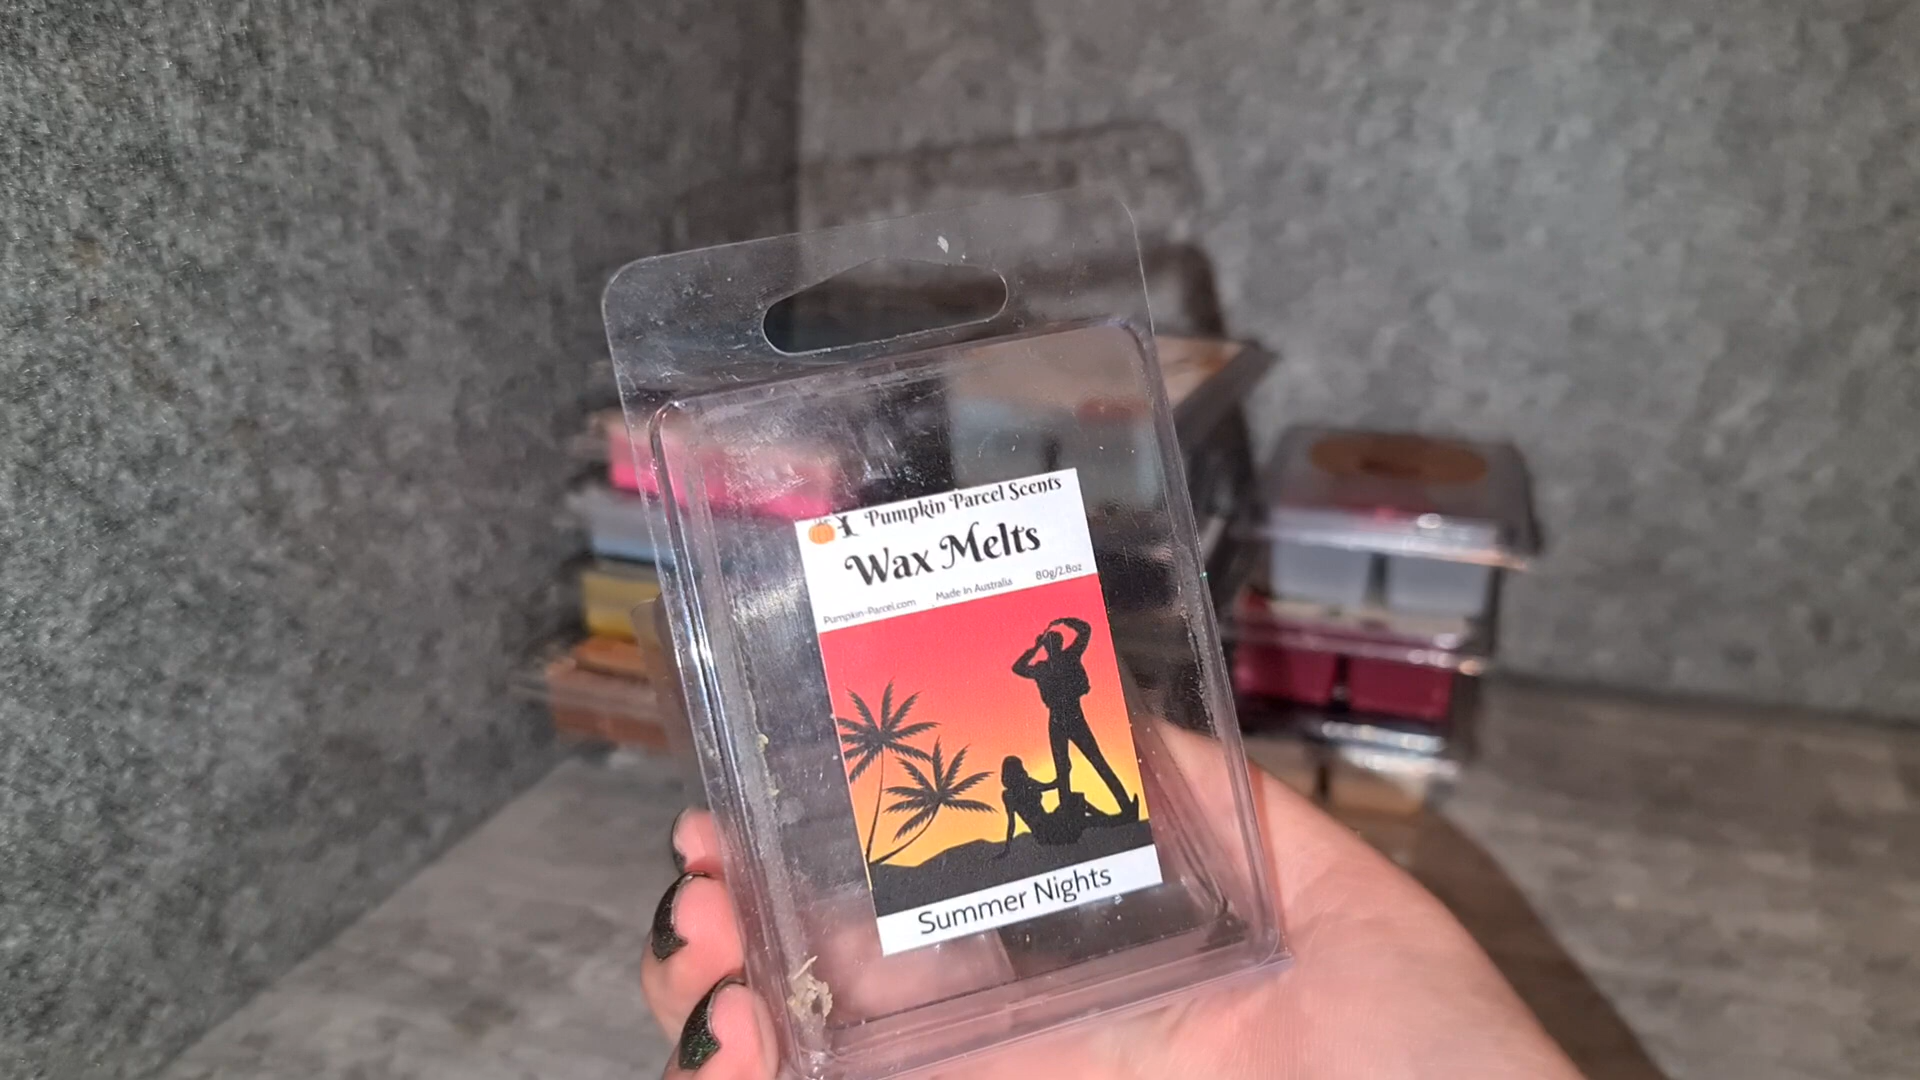 Pumpkin Parcel Scents
Wax Melts
Pumpkin-Parcel.com Made In Australia 80g/2.8oz
Summer Nights